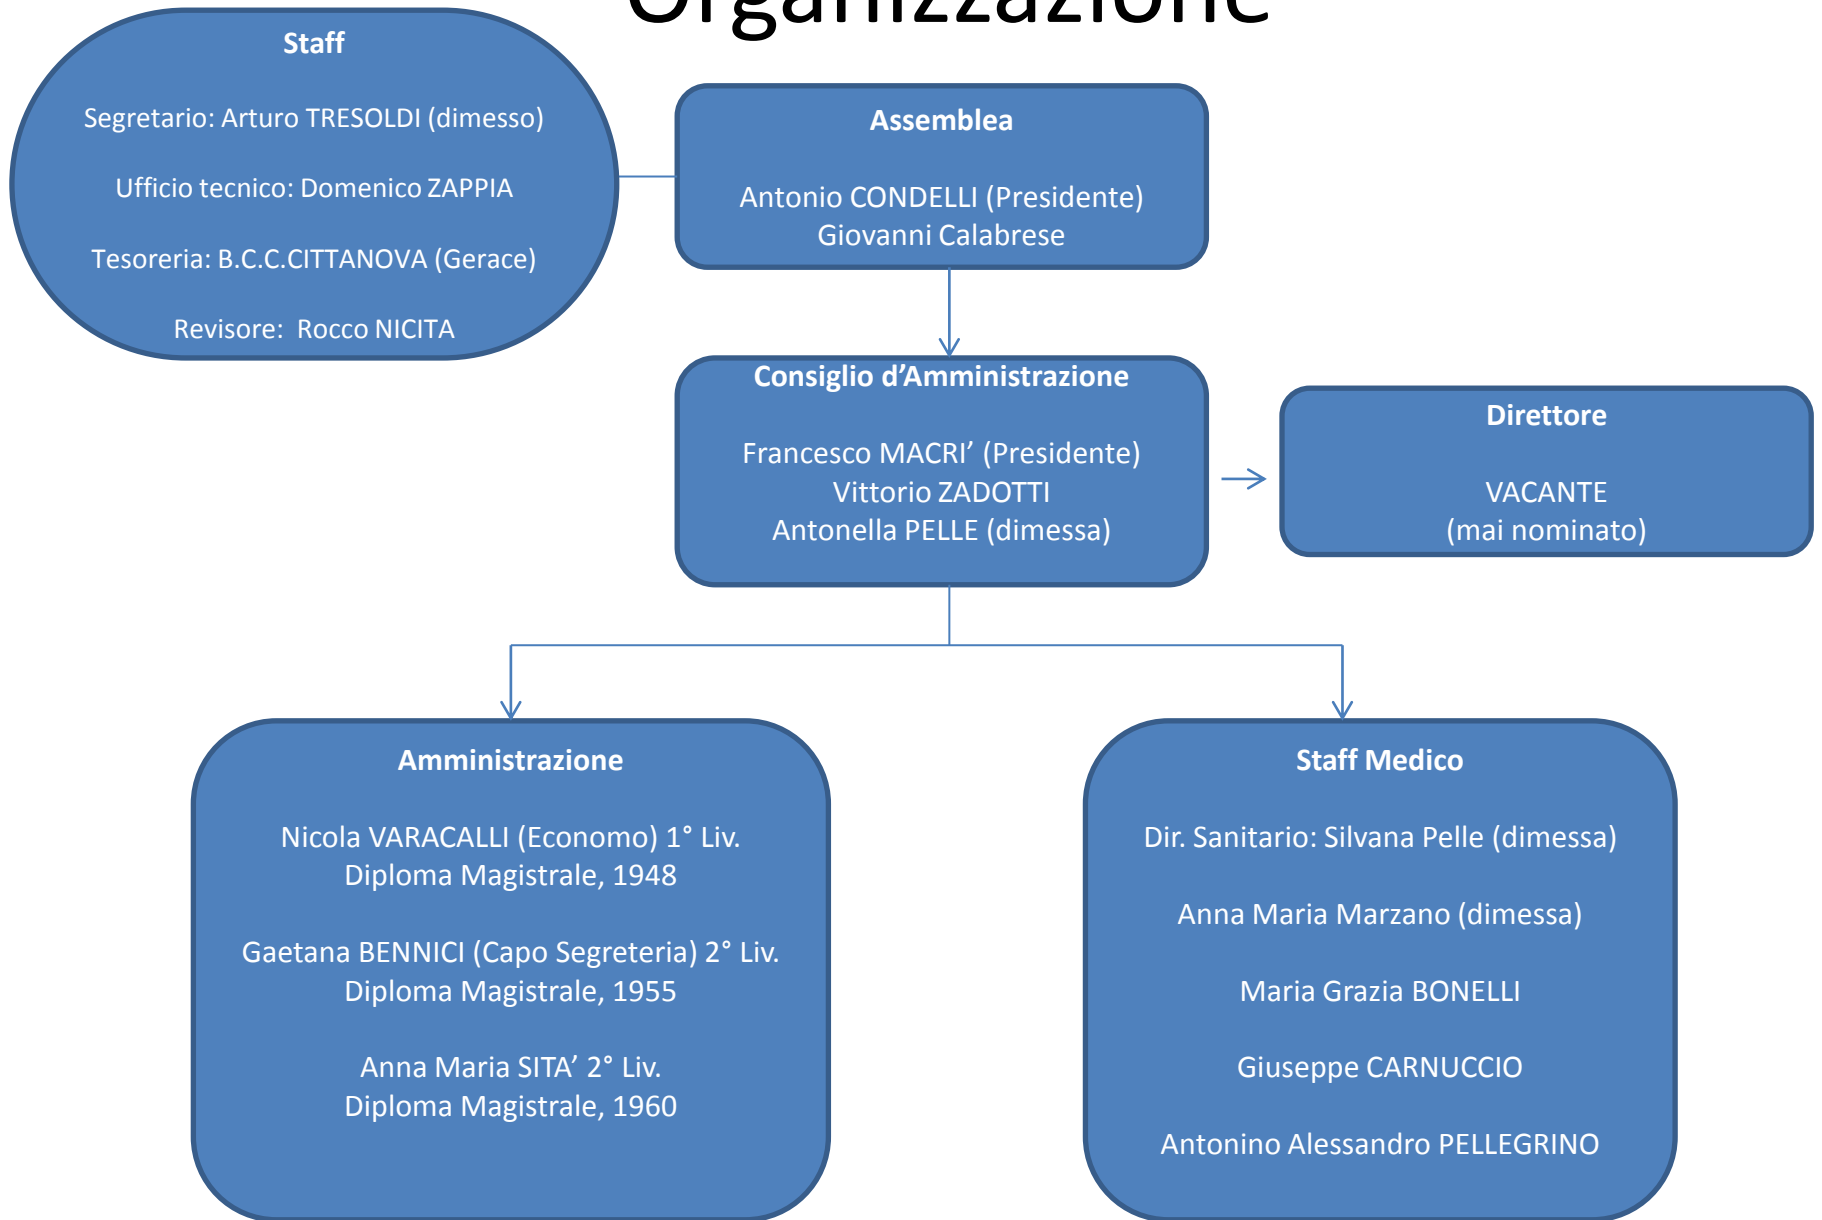 Organizzazione
Staff
Segretario: Arturo TRESOLDI (dimesso)
Ufficio tecnico: Domenico ZAPPIA
Tesoreria: B.C.C.CITTANOVA (Gerace)
Revisore:  Rocco NICITA
Assemblea
Antonio CONDELLI (Presidente)
Giovanni Calabrese
Consiglio d’Amministrazione
Francesco MACRI’ (Presidente)
Vittorio ZADOTTI
Antonella PELLE (dimessa)
Direttore
VACANTE
(mai nominato)
Amministrazione
Nicola VARACALLI (Economo) 1° Liv.
Diploma Magistrale, 1948
Gaetana BENNICI (Capo Segreteria) 2° Liv.
Diploma Magistrale, 1955
Anna Maria SITA’ 2° Liv.
Diploma Magistrale, 1960
Staff Medico
Dir. Sanitario: Silvana Pelle (dimessa)
Anna Maria Marzano (dimessa)
Maria Grazia BONELLI
Giuseppe CARNUCCIO
Antonino Alessandro PELLEGRINO